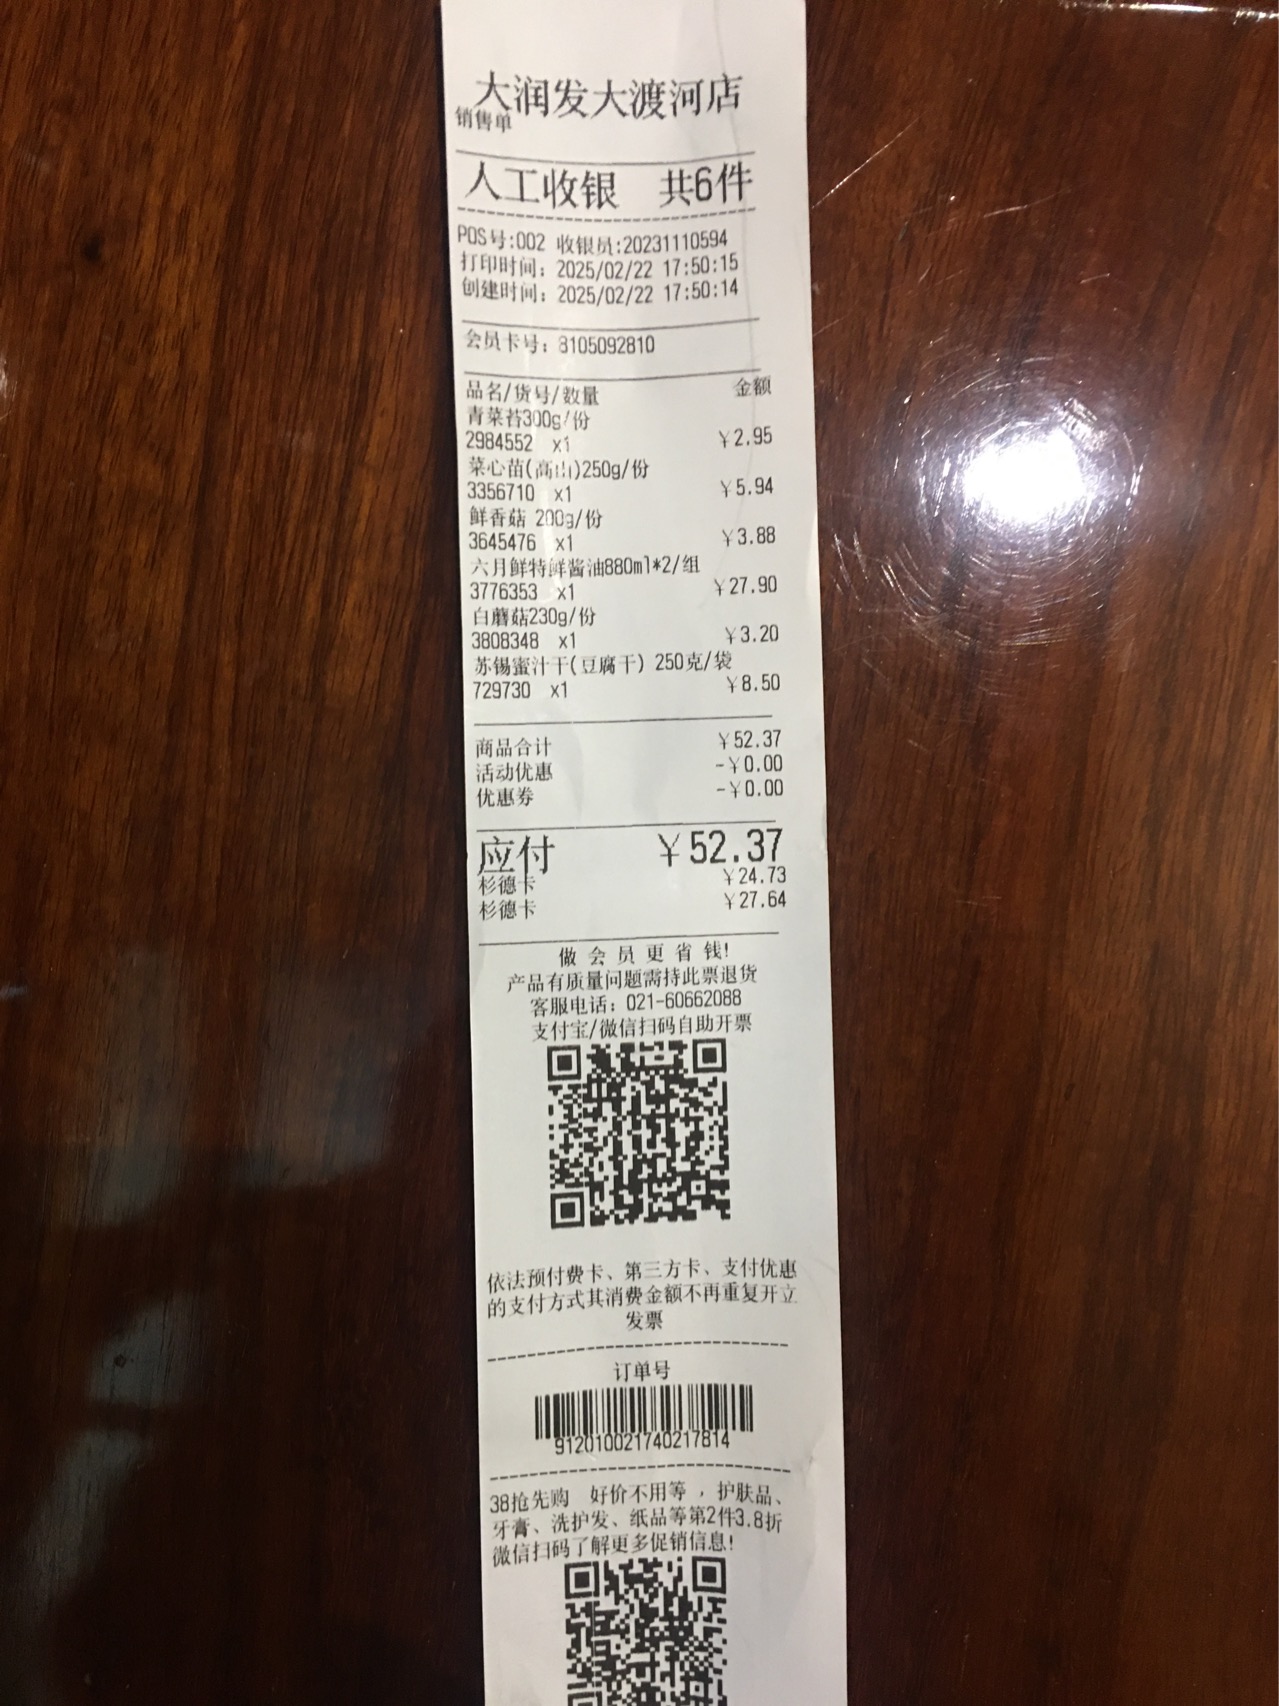 大润发大渡河店
销售单
人工收银 共6件
POS号:002 收银员:20231110594
打印时间: 2025/02/22 17:50:15
创建时间: 2025/02/22 17:50:14
会员卡号: 8105092810
品名/货号/数量 金额
青菜苔300g/份
2984552 x1 ￥2.95
菜心苗(高山)250g/份
3356710 x1 ￥5.94
鲜香菇 200g/份
3645476 x1 ￥3.88
六月鲜特鲜酱油880ml*2/组
3776353 x1 ￥27.90
白蘑菇230g/份
3808348 x1 ￥3.20
苏锡蜜汁干(豆腐干) 250克/袋
729730 x1 ￥8.50
商品合计 ￥52.37
活动优惠 -￥0.00
优惠券 -￥0.00
应付 ￥52.37
杉德卡 ￥24.73
杉德卡 ￥27.64
做会员更省钱!
产品有质量问题需持此票退货
客服电话: 021-60662088
支付宝/微信扫码自助开票
依法预付费卡、第三方卡、支付优惠
的支付方式其消费金额不再重复开立
发票
订单号
912010021740217814
38抢先购 好价不用等，护肤品、
牙膏、洗护发、纸品等第2件3.8折
微信扫码了解更多促销信息!